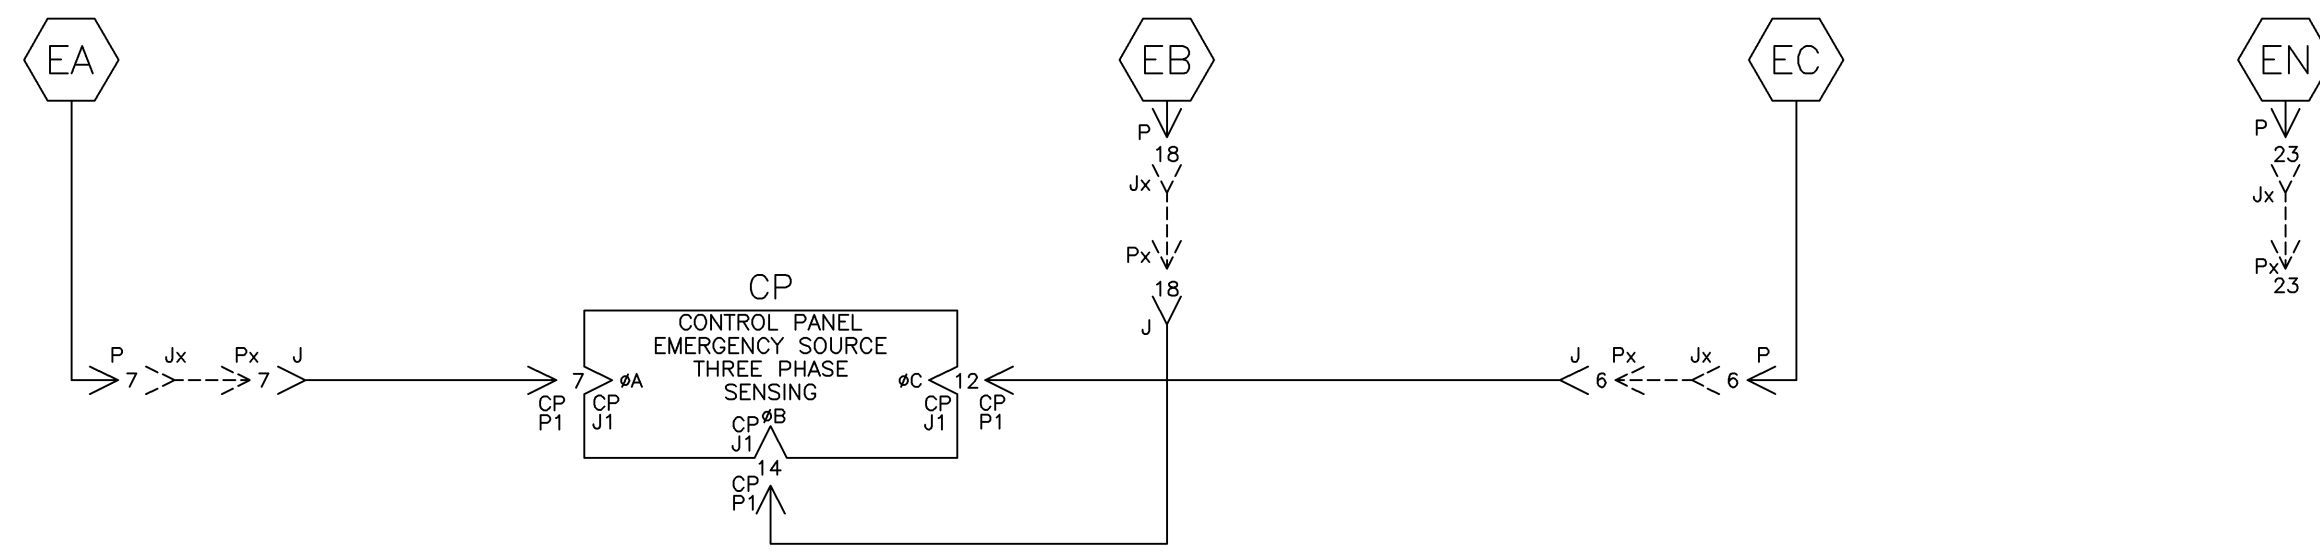 EA
EB
EC
EN
P
18
Jx
Px
18
J
P
23
Jx
Px
23
CP
CONTROL PANEL
EMERGENCY SOURCE
THREE PHASE
SENSING
P
7
Jx
Px
7
J
7
øA
CP
P1
CP
J1
øB
CP
J1
14
CP
P1
øC
12
CP
J1
CP
P1
J
6
Px
Jx
6
P